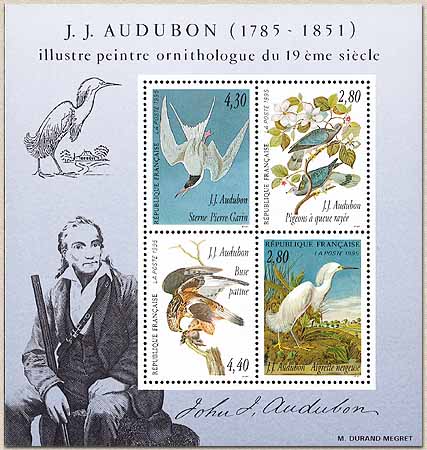 J. J. AUDUBON (1785 - 1851)
illustre peintre ornithologue du 19 ème siècle
4,30
RÉPUBLIQUE FRANÇAISE
LA POSTE 1995
J.J. Audubon
Sterne Pierre Garin
2,80
RÉPUBLIQUE FRANÇAISE
LA POSTE 1995
J.J. Audubon
Pigeons à queue rayée
RÉPUBLIQUE FRANÇAISE
LA POSTE 1995
J.J. Audubon
Buse
pattue
4,40
RÉPUBLIQUE FRANÇAISE
LA POSTE 1995
2,80
J.J. Audubon Aigrette neigeuse
John J. Audubon
M. DURAND MEGRET